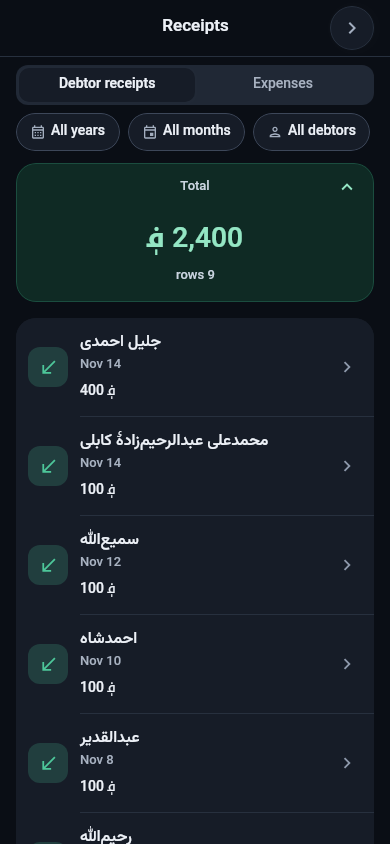 Receipts
Debtor receipts
Expenses
All years
All months
All debtors
Total
؋ 2,400
rows 9
جلیل احمدی
Nov 14
400 ؋
محمدعلی عبدالرحیم‌زادهٔ کابلی
Nov 14
100 ؋
سمیع‌الله
Nov 12
100 ؋
احمدشاه
Nov 10
100 ؋
عبدالقدیر
Nov 8
100 ؋
رحیم‌الله